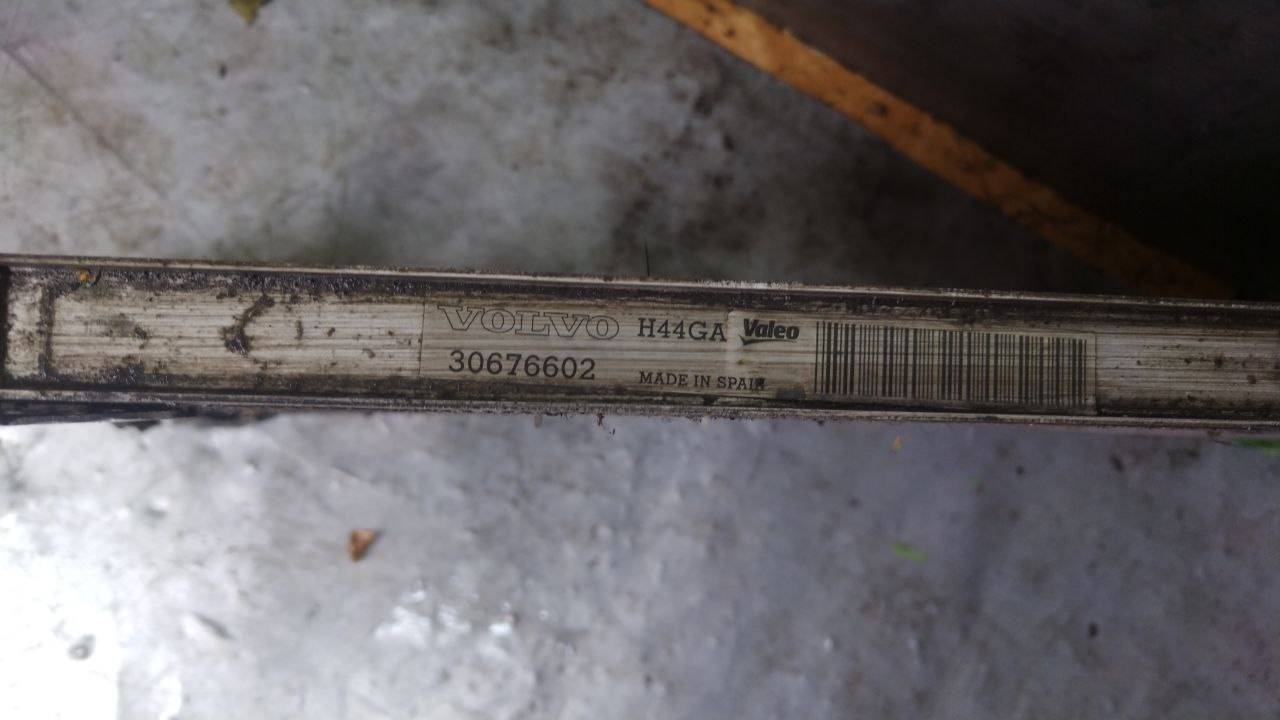 VOLVO H44GA Valeo
30676602 MADE IN SPAIN